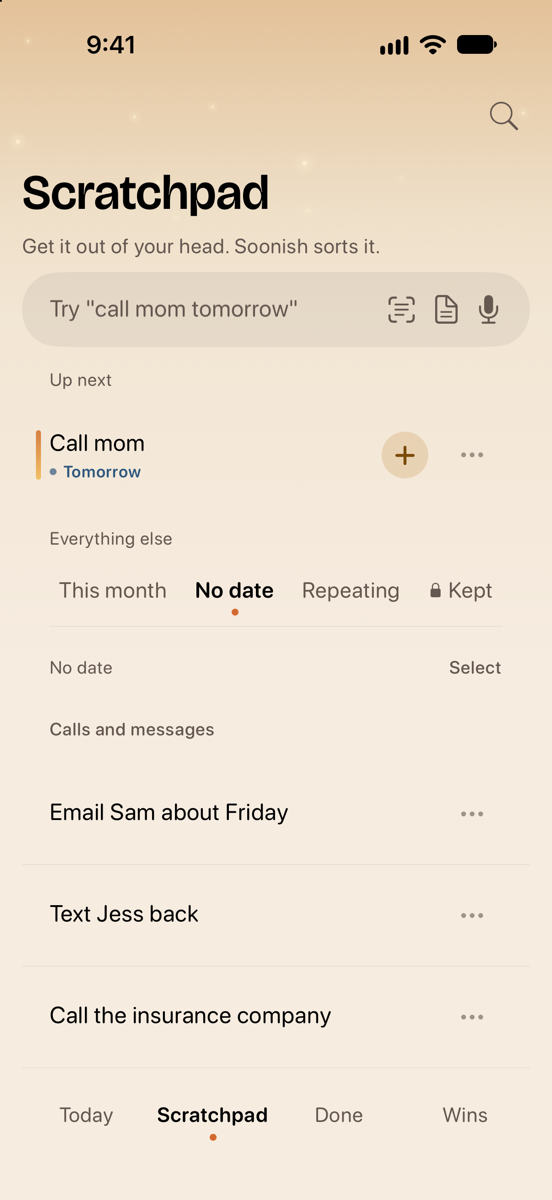 9:41
Scratchpad
Get it out of your head. Soonish sorts it.
Try "call mom tomorrow"
Up next
Call mom
Tomorrow
Everything else
This month No date Repeating Kept
No date Select
Calls and messages
Email Sam about Friday
Text Jess back
Call the insurance company
Today Scratchpad Done Wins